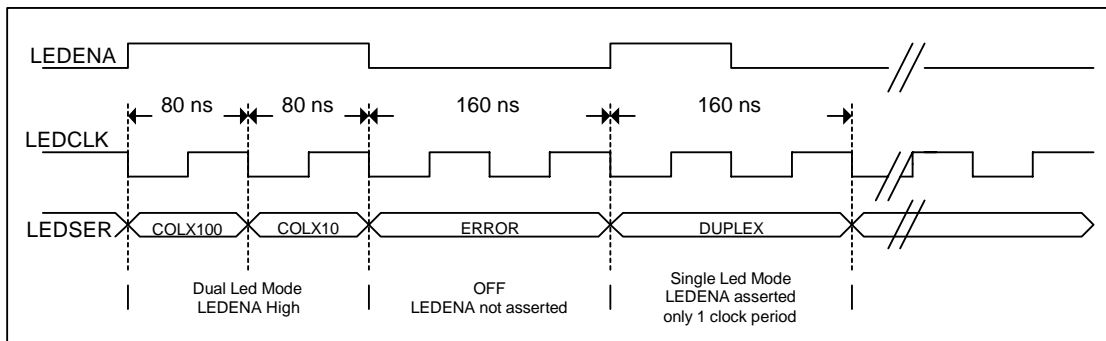 LEDENA
80 ns 80 ns 160 ns 160 ns
LEDCLK
LEDSER COLX100 COLX10 ERROR DUPLEX
Dual Led Mode
LEDENA High
OFF
LEDENA not asserted
Single Led Mode
LEDENA asserted
only 1 clock period